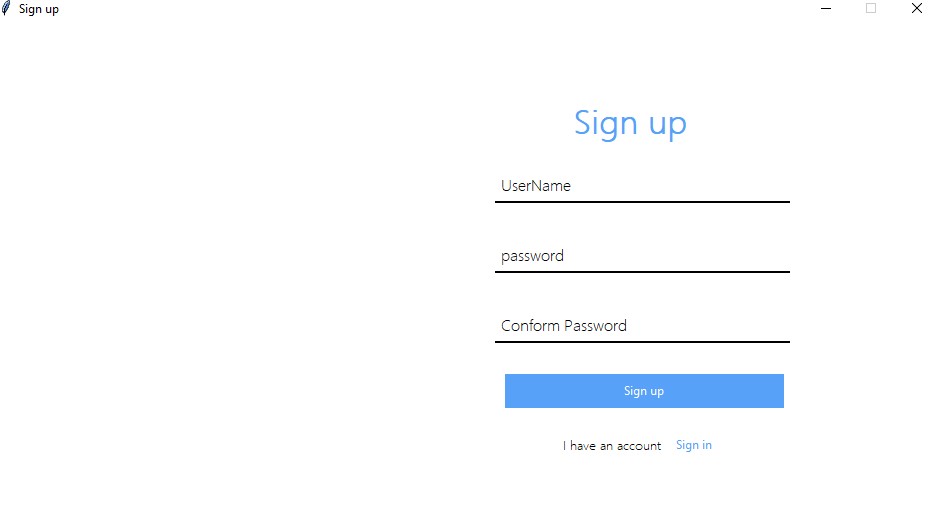 Sign up
Sign up
UserName
password
Conform Password
Sign up
I have an account Sign in